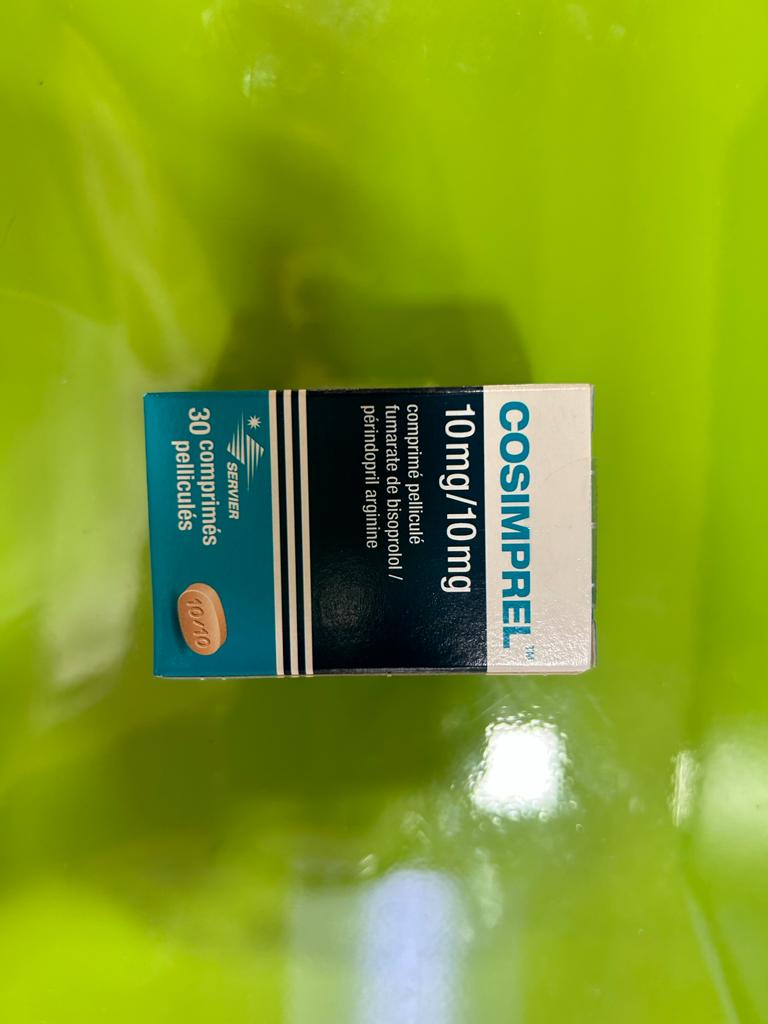 COSIMPREL™
10 mg/10 mg
comprimé pelliculé
fumarate de bisoprolol /
périndopril arginine
SERVIER
30 comprimés
pelliculés
10/10